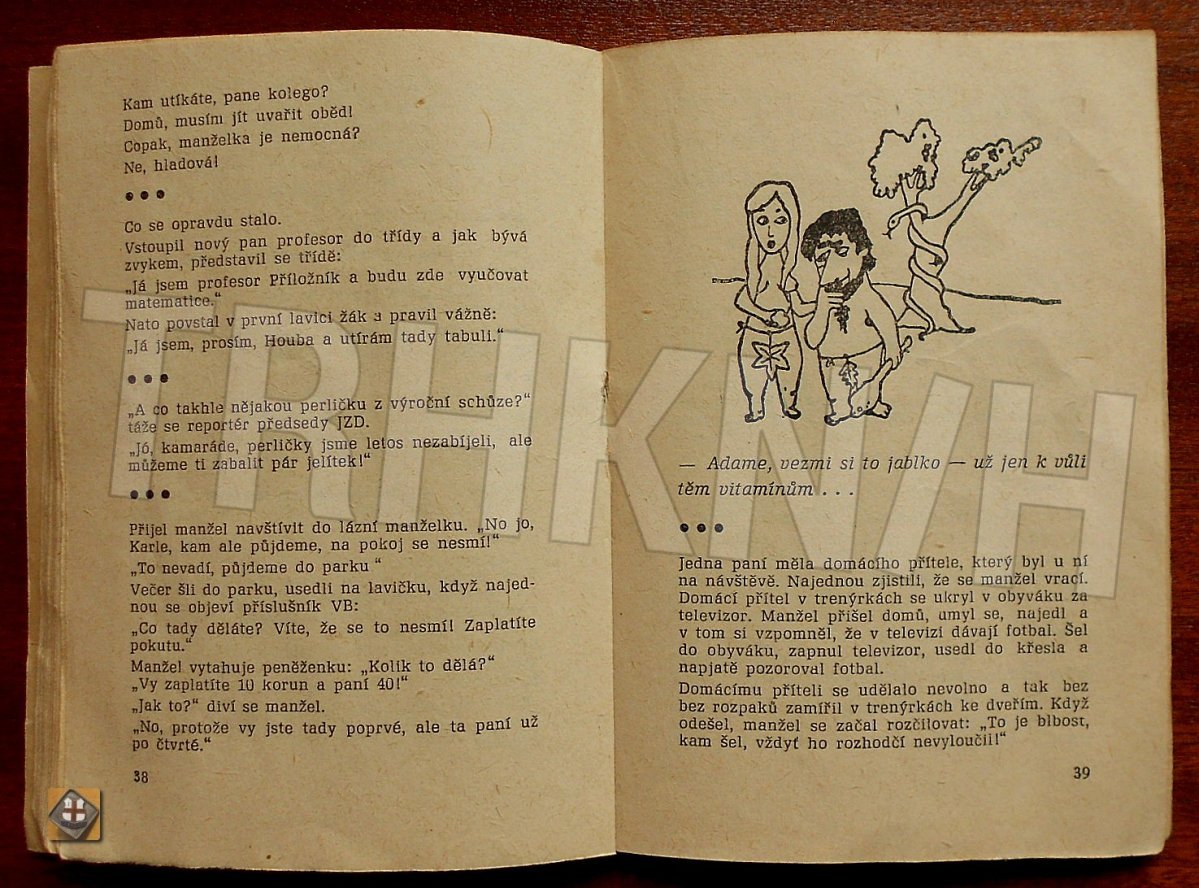 Kam utíkáte, pane kolego?
Domů, musím jít uvařit oběd!
Copak, manželka je nemocná?
Ne, hladová!
● ● ●
Co se opravdu stalo.
Vstoupil nový pan profesor do třídy a jak bývá
zvykem, představil se třídě:
„Já jsem profesor Příložník a budu zde vyučovat
matematice.“
Nato povstal v první lavici žák a pravil vážně:
„Já jsem, prosím, Houba a utírám tady tabuli.“
● ● ●
„A co takhle nějakou perličku z výroční schůze?“
táže se reportér předsedy JZD.
„Jó, kamaráde, perličky jsme letos nezabíjeli, ale
můžeme ti zabalit pár jelítek!“
● ● ●
Přijel manžel navštívit do lázní manželku. „No jo,
Karle, kam ale půjdeme, na pokoj se nesmí!“
„To nevadí, půjdeme do parku “
Večer šli do parku, usedli na lavičku, když najed-
nou se objeví příslušník VB:
„Co tady děláte? Víte, že se to nesmí! Zaplatíte
pokutu.“
Manžel vytahuje peněženku: „Kolik to dělá?“
„Vy zaplatíte 10 korun a paní 40!“
„Jak to?“ diví se manžel.
„No, protože vy jste tady poprvé, ale ta paní už
po čtvrté.“
38
— Adame, vezmi si to jablko — už jen k vůli
těm vitamínům . . .
● ● ●
Jedna paní měla domácího přítele, který byl u ní
na návštěvě. Najednou zjistili, že se manžel vrací.
Domácí přítel v trenýrkách se ukryl v obyváku za
televizor. Manžel přišel domů, umyl se, najedl a
v tom si vzpomněl, že v televizi dávají fotbal. Šel
do obyváku, zapnul televizor, usedl do křesla a
napjatě pozoroval fotbal.
Domácímu příteli se udělalo nevolno a tak bez
bez rozpaků zamířil v trenýrkách ke dveřím. Když
odešel, manžel se začal rozčilovat: „To je blbost,
kam šel, vždyť ho rozhodčí nevyloučil!“
39
TRHKNIH